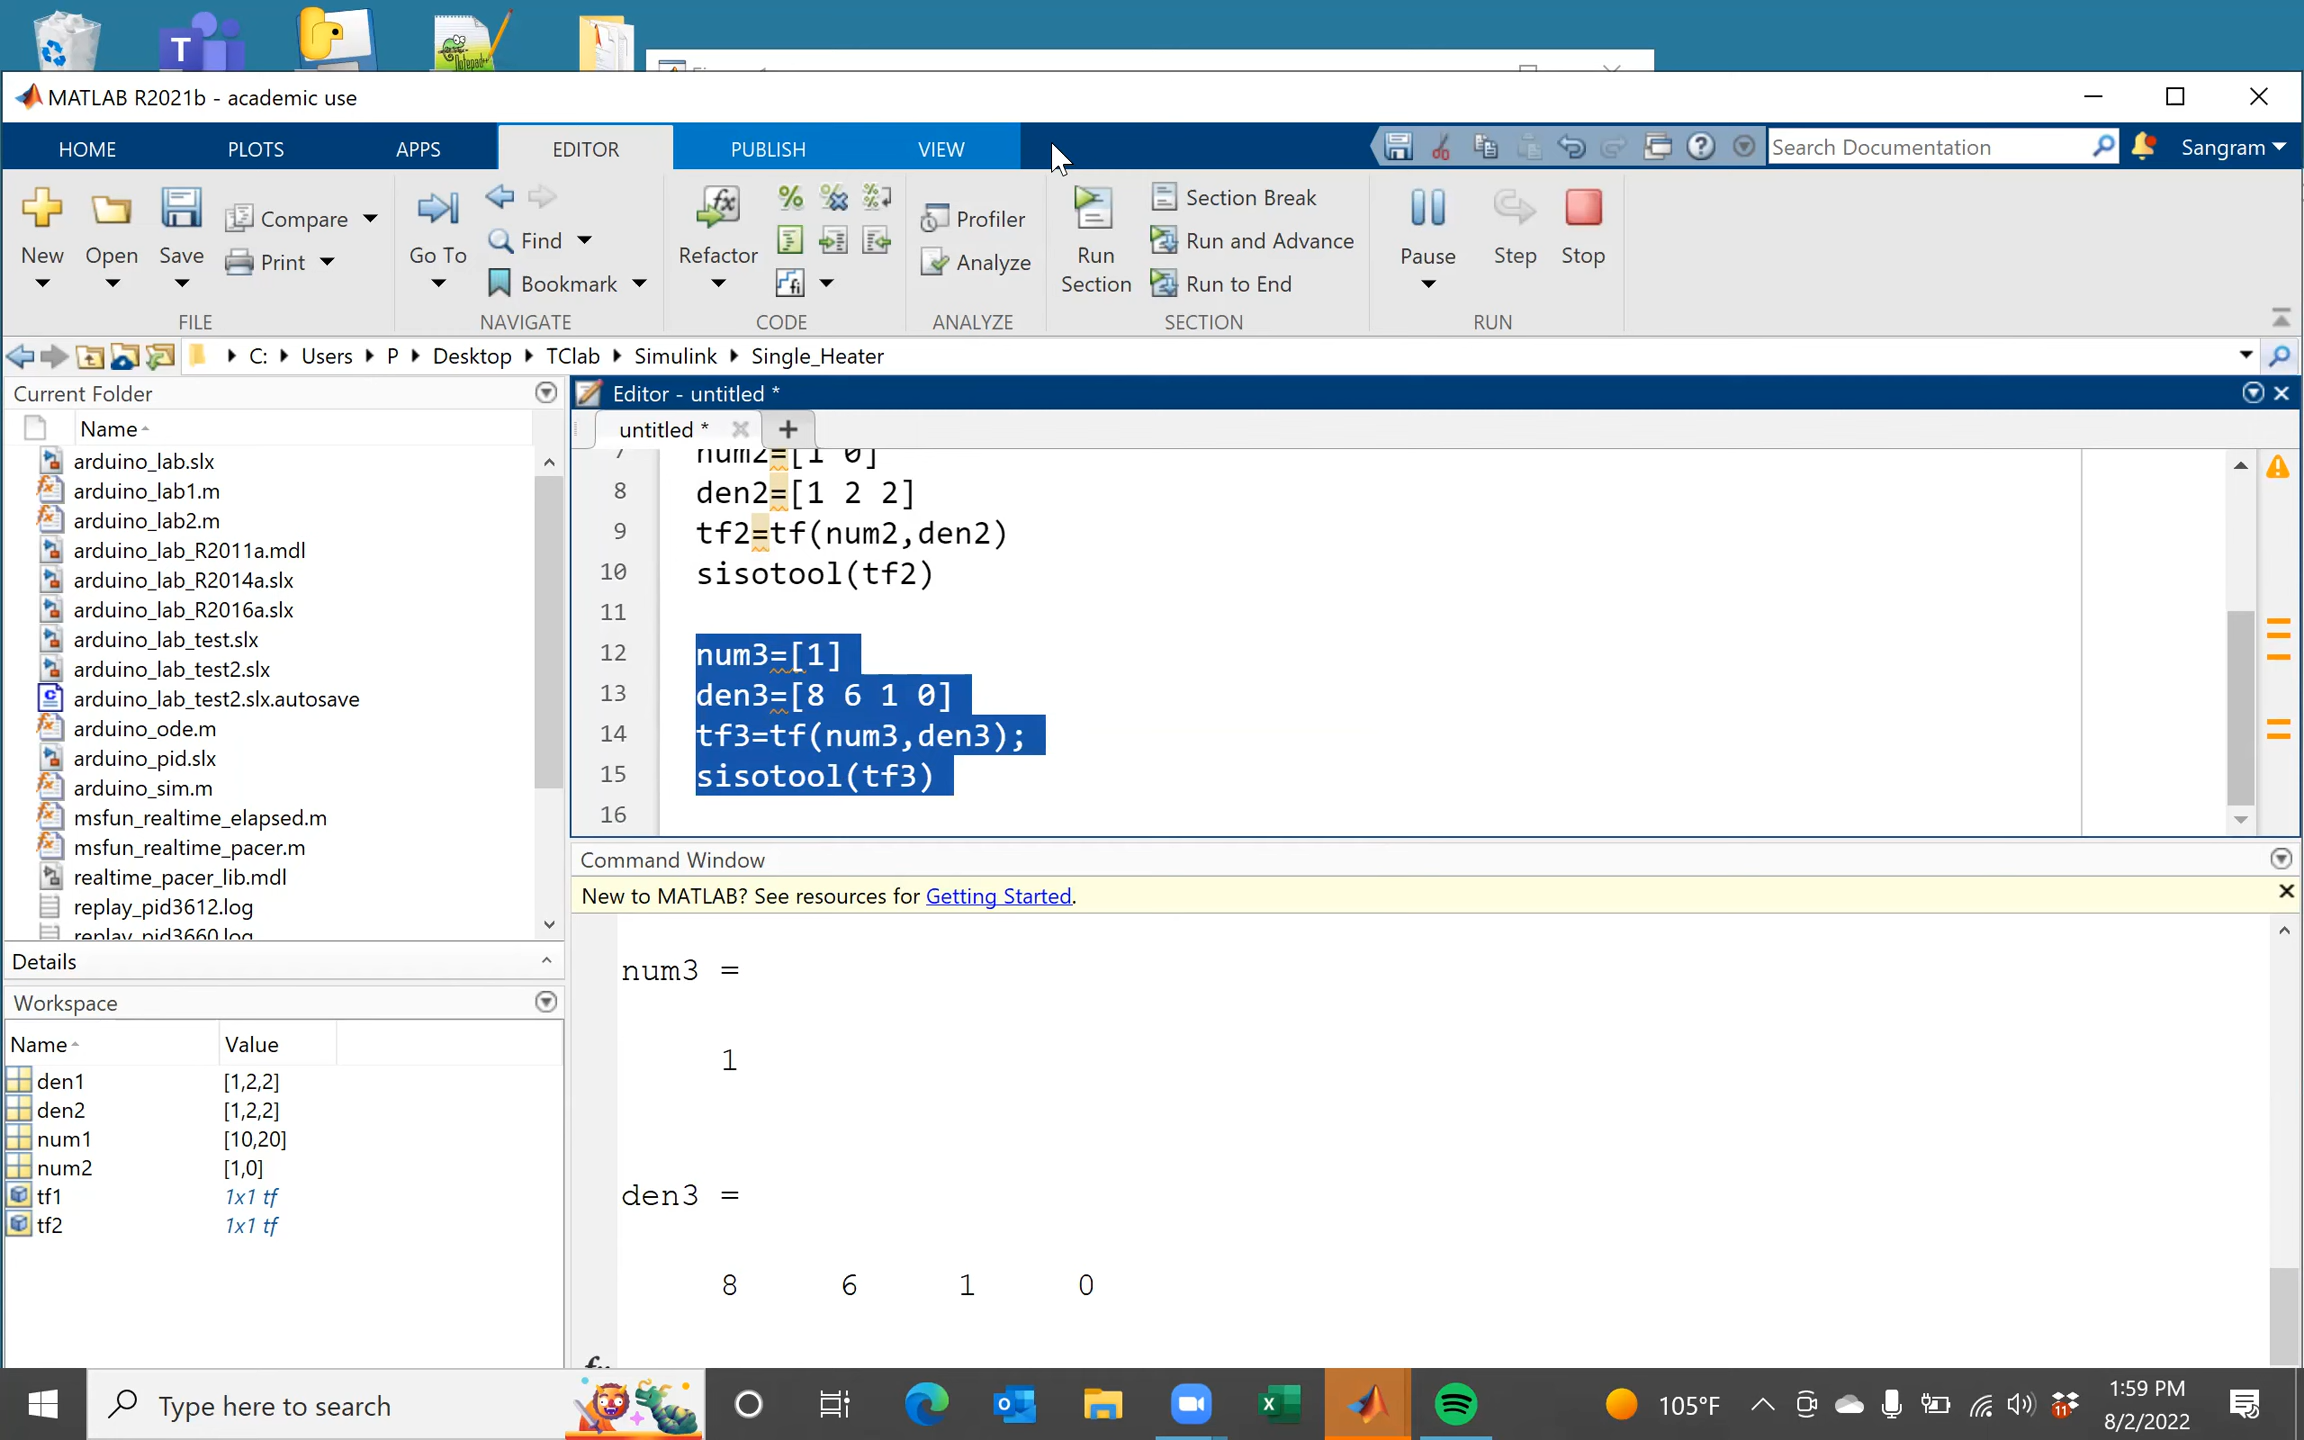 MATLAB R2021b - academic use
HOME PLOTS APPS EDITOR PUBLISH VIEW
Search Documentation
Sangram
New
Open
Save
Compare
Print
FILE
Go To
Find
Bookmark
NAVIGATE
Refactor
CODE
Profiler
Analyze
ANALYZE
Run Section
Section Break
Run and Advance
Run to End
SECTION
Pause
Step
Stop
RUN
C: Users P Desktop TClab Simulink Single_Heater
Current Folder
Name
arduino_lab.slx
arduino_lab1.m
arduino_lab2.m
arduino_lab_R2011a.mdl
arduino_lab_R2014a.slx
arduino_lab_R2016a.slx
arduino_lab_test.slx
arduino_lab_test2.slx
arduino_lab_test2.slx.autosave
arduino_ode.m
arduino_pid.slx
arduino_sim.m
msfun_realtime_elapsed.m
msfun_realtime_pacer.m
realtime_pacer_lib.mdl
replay_pid3612.log
replay_pid3660.log
Details
Workspace
Name Value
den1 [1,2,2]
den2 [1,2,2]
num1 [10,20]
num2 [1,0]
tf1 1x1 tf
tf2 1x1 tf
Editor - untitled *
untitled *
7 num2=[1 0]
8 den2=[1 2 2]
9 tf2=tf(num2,den2)
10 sisotool(tf2)
11
12 num3=[1]
13 den3=[8 6 1 0]
14 tf3=tf(num3,den3);
15 sisotool(tf3)
16
Command Window
New to MATLAB? See resources for Getting Started.
num3 =
1
den3 =
8 6 1 0
Type here to search
105°F
11
1:59 PM
8/2/2022